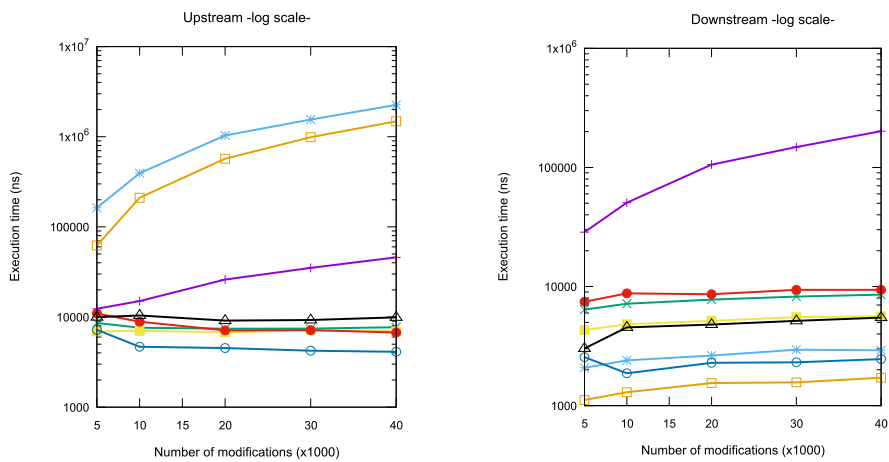 Upstream -log scale-
1x10^7
1x10^6
100000
10000
1000
5 10 15 20 30 40
Execution time (ns)
Number of modifications (x1000)
Downstream -log scale-
1x10^6
100000
10000
1000
5 10 15 20 30 40
Execution time (ns)
Number of modifications (x1000)